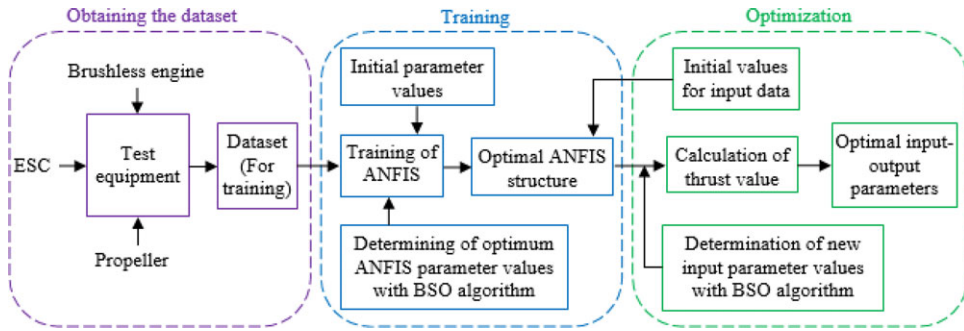 Obtaining the dataset
Brushless engine
ESC
Test
equipment
Dataset
(For
training)
Propeller
Training
Initial parameter
values
Training of
ANFIS
Optimal ANFIS
structure
Determining of optimum
ANFIS parameter values
with BSO algorithm
Optimization
Initial values
for input data
Calculation of
thrust value
Optimal input-
output
parameters
Determination of new
input parameter values
with BSO algorithm